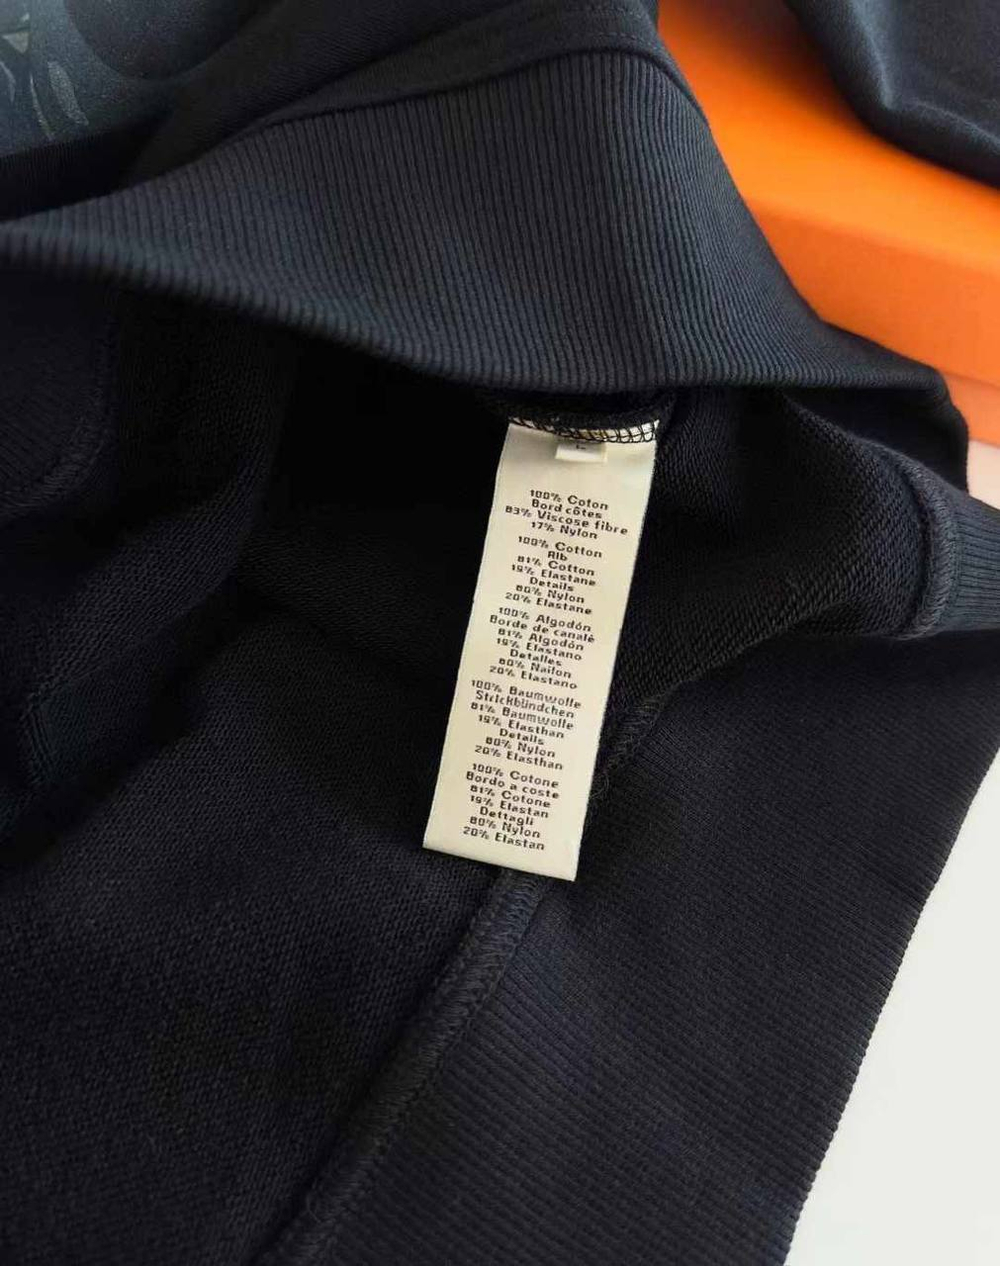 L
100% Coton
Bord côtes
83% Viscose fibre
17% Nylon
100% Cotton
Rib
81% Cotton
19% Elastane
Details
80% Nylon
20% Elastane
100% Algodón
Borde de canalé
81% Algodón
19% Elastano
Detalles
80% Nailon
20% Elastano
100% Baumwolle
Strickbündchen
81% Baumwolle
19% Elasthan
Details
80% Nylon
20% Elasthan
100% Cotone
Bordo a coste
81% Cotone
19% Elastan
Dettagli
80% Nylon
20% Elastan